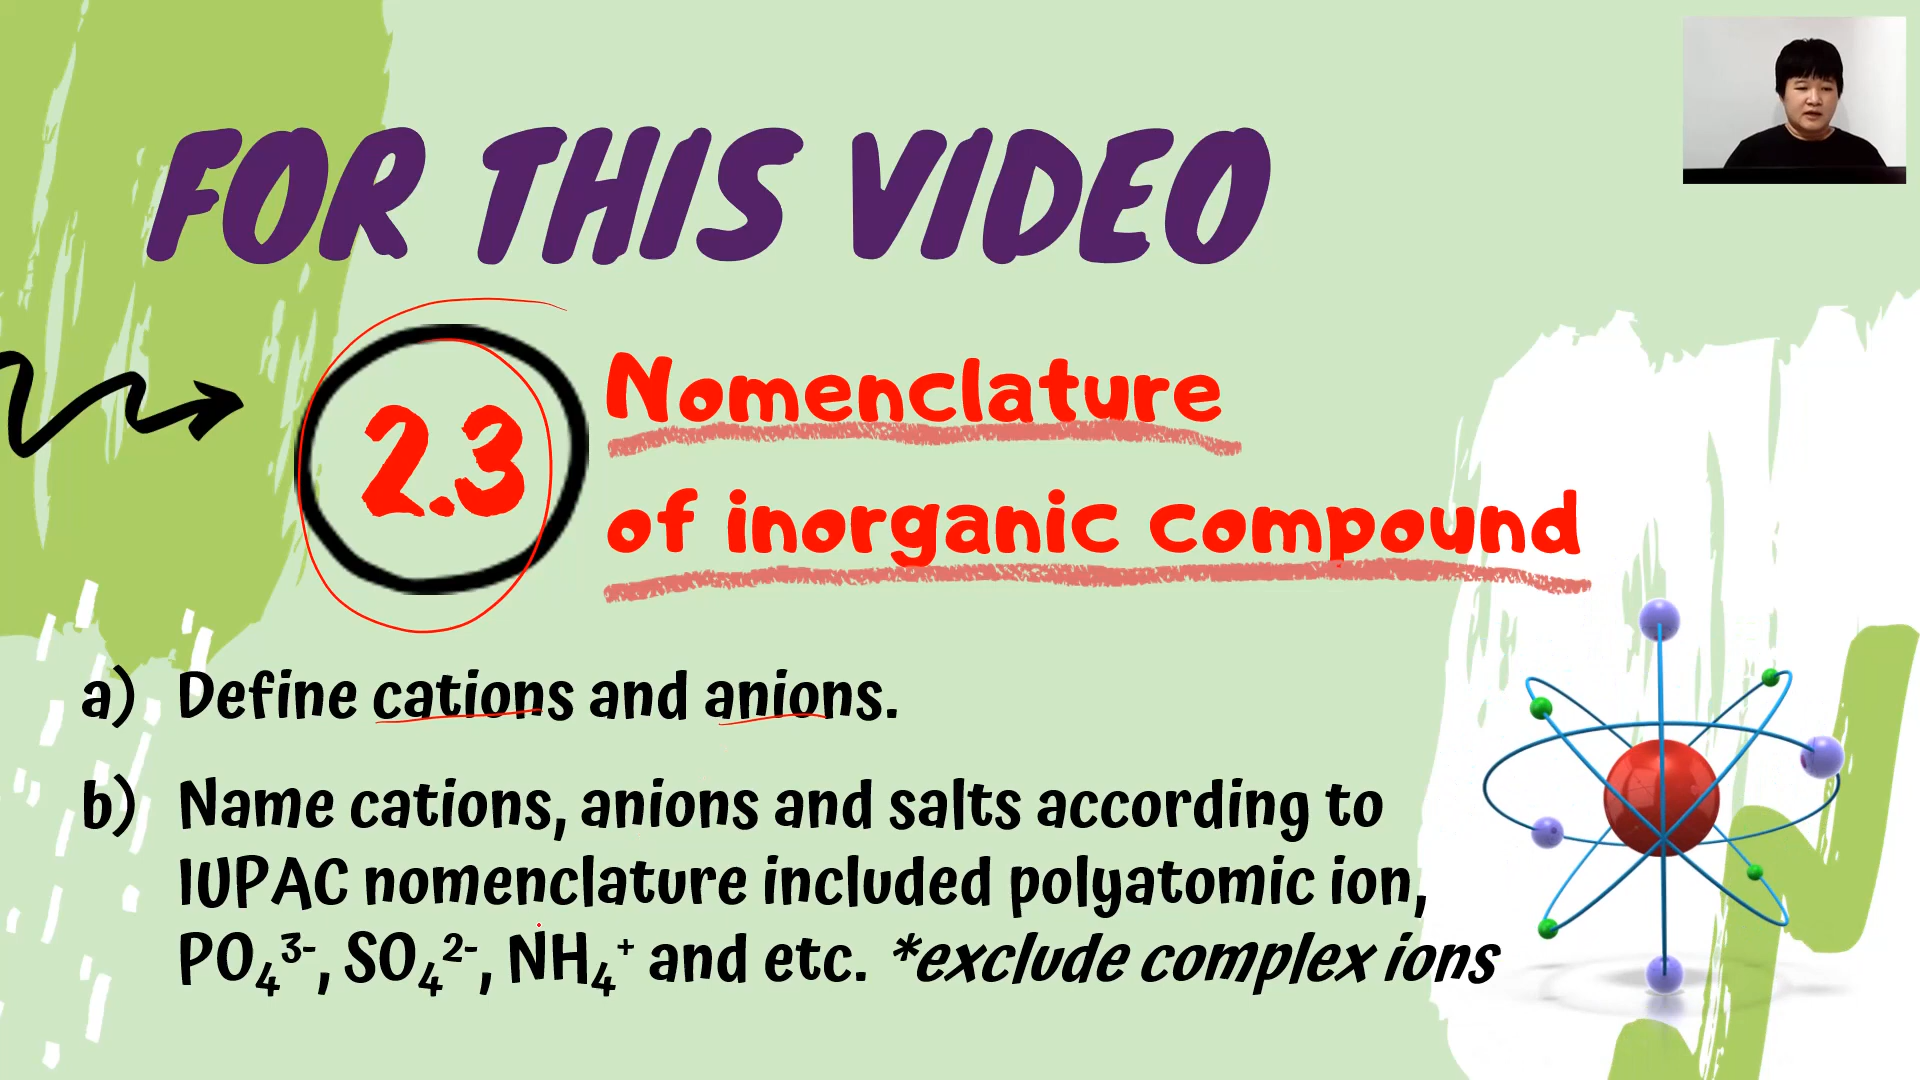 FOR THIS VIDEO
2.3
Nomenclature
of inorganic compound
a) Define cations and anions.
b) Name cations, anions and salts according to
IUPAC nomenclature included polyatomic ion,
PO₄³⁻, SO₄²⁻, NH₄⁺ and etc. *exclude complex ions